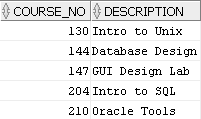 COURSE_NO DESCRIPTION
130 Intro to Unix
144 Database Design
147 GUI Design Lab
204 Intro to SQL
210 Oracle Tools